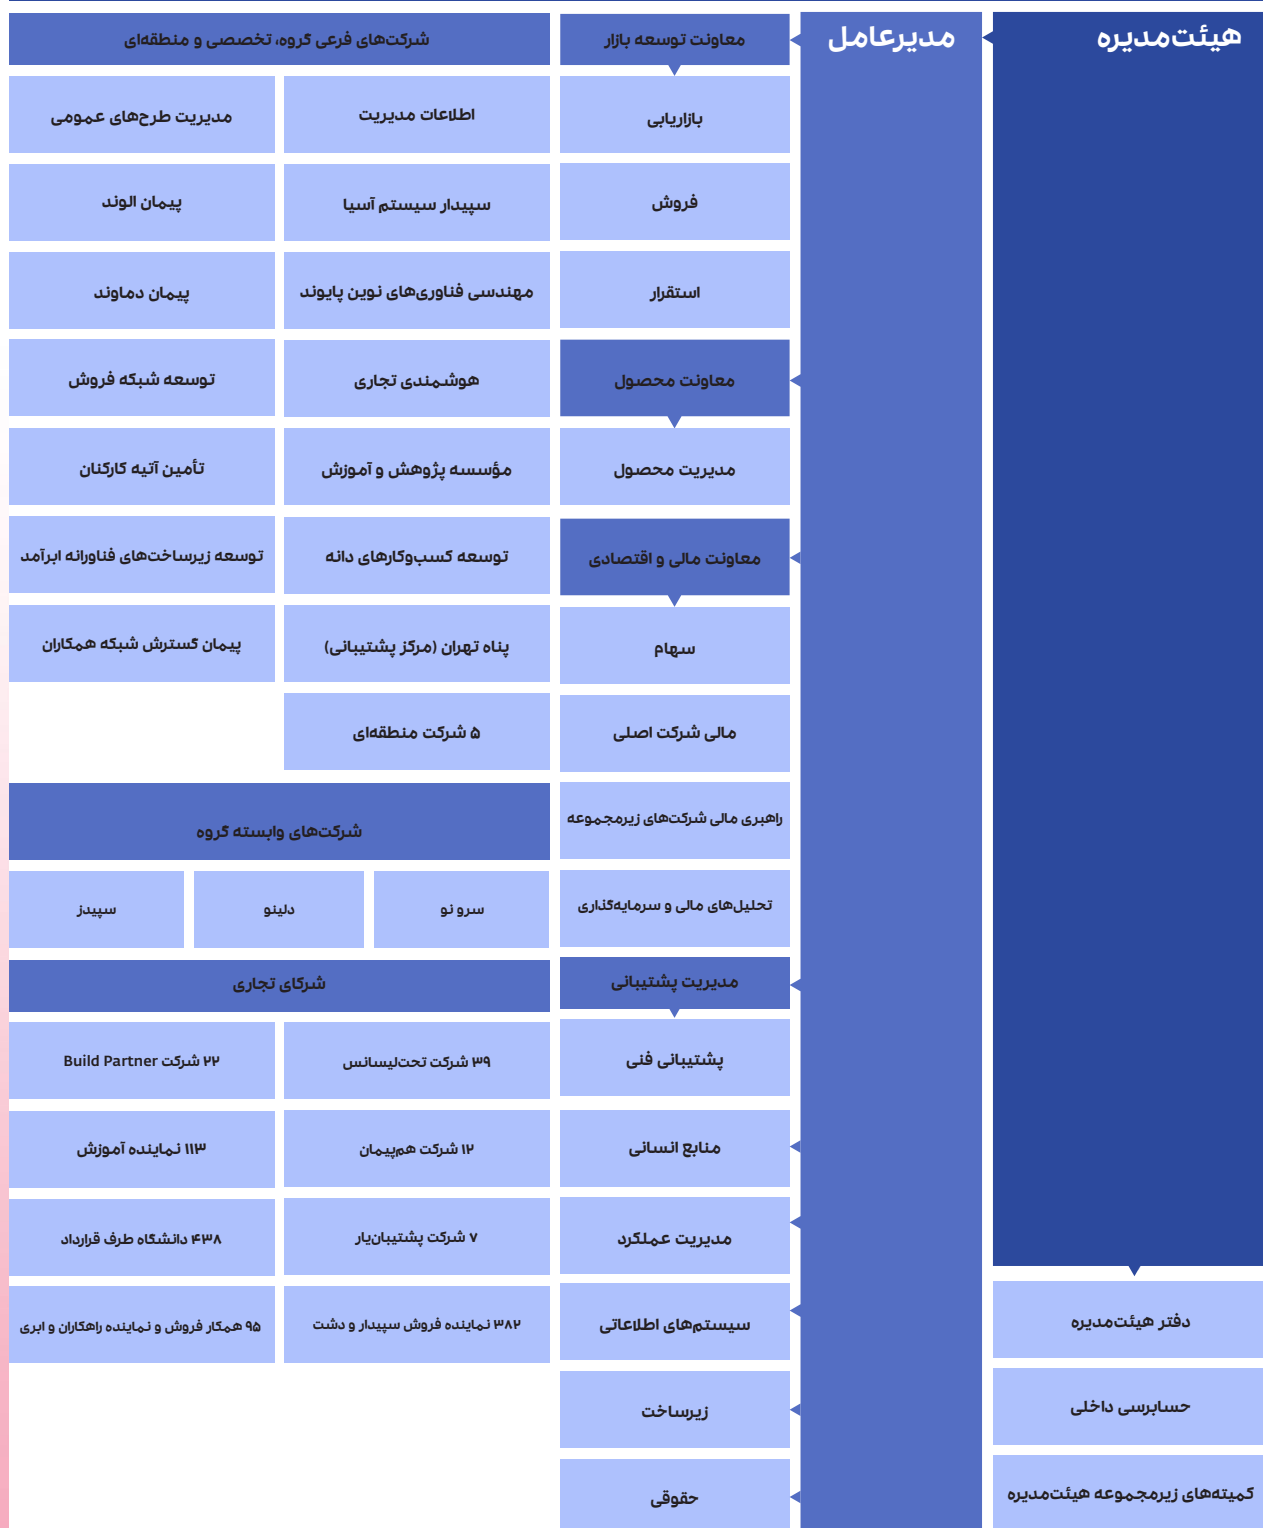 هیئت‌مدیره
دفتر هیئت‌مدیره
حسابرسی داخلی
کمیته‌های زیرمجموعه هیئت‌مدیره
مدیرعامل
معاونت توسعه بازار
بازاریابی
فروش
استقرار
معاونت محصول
مدیریت محصول
معاونت مالی و اقتصادی
سهام
مالی شرکت اصلی
راهبری مالی شرکت‌های زیرمجموعه
تحلیل‌های مالی و سرمایه‌گذاری
مدیریت پشتیبانی
پشتیبانی فنی
منابع انسانی
مدیریت عملکرد
سیستم‌های اطلاعاتی
زیرساخت
حقوقی
شرکت‌های فرعی گروه، تخصصی و منطقه‌ای
اطلاعات مدیریت
مدیریت طرح‌های عمومی
سپیدار سیستم آسیا
پیمان الوند
مهندسی فناوری‌های نوین پایوند
پیمان دماوند
هوشمندی تجاری
توسعه شبکه فروش
مؤسسه پژوهش و آموزش
تأمین آتیه کارکنان
توسعه کسب‌وکارهای دانه
توسعه زیرساخت‌های فناورانه ابرآمد
پناه تهران (مرکز پشتیبانی)
پیمان گسترش شبکه همکاران
۵ شرکت منطقه‌ای
شرکت‌های وابسته گروه
سرو نو
دلینو
سپیدز
شرکای تجاری
۳۹ شرکت تحت‌لیسانس
۲۲ شرکت Build Partner
۱۲ شرکت هم‌پیمان
۱۱۳ نماینده آموزش
۷ شرکت پشتیبان‌یار
۴۳۸ دانشگاه طرف قرارداد
۳۸۲ نماینده فروش سپیدار و دشت
۹۵ همکار فروش و نماینده راهکاران و ابری